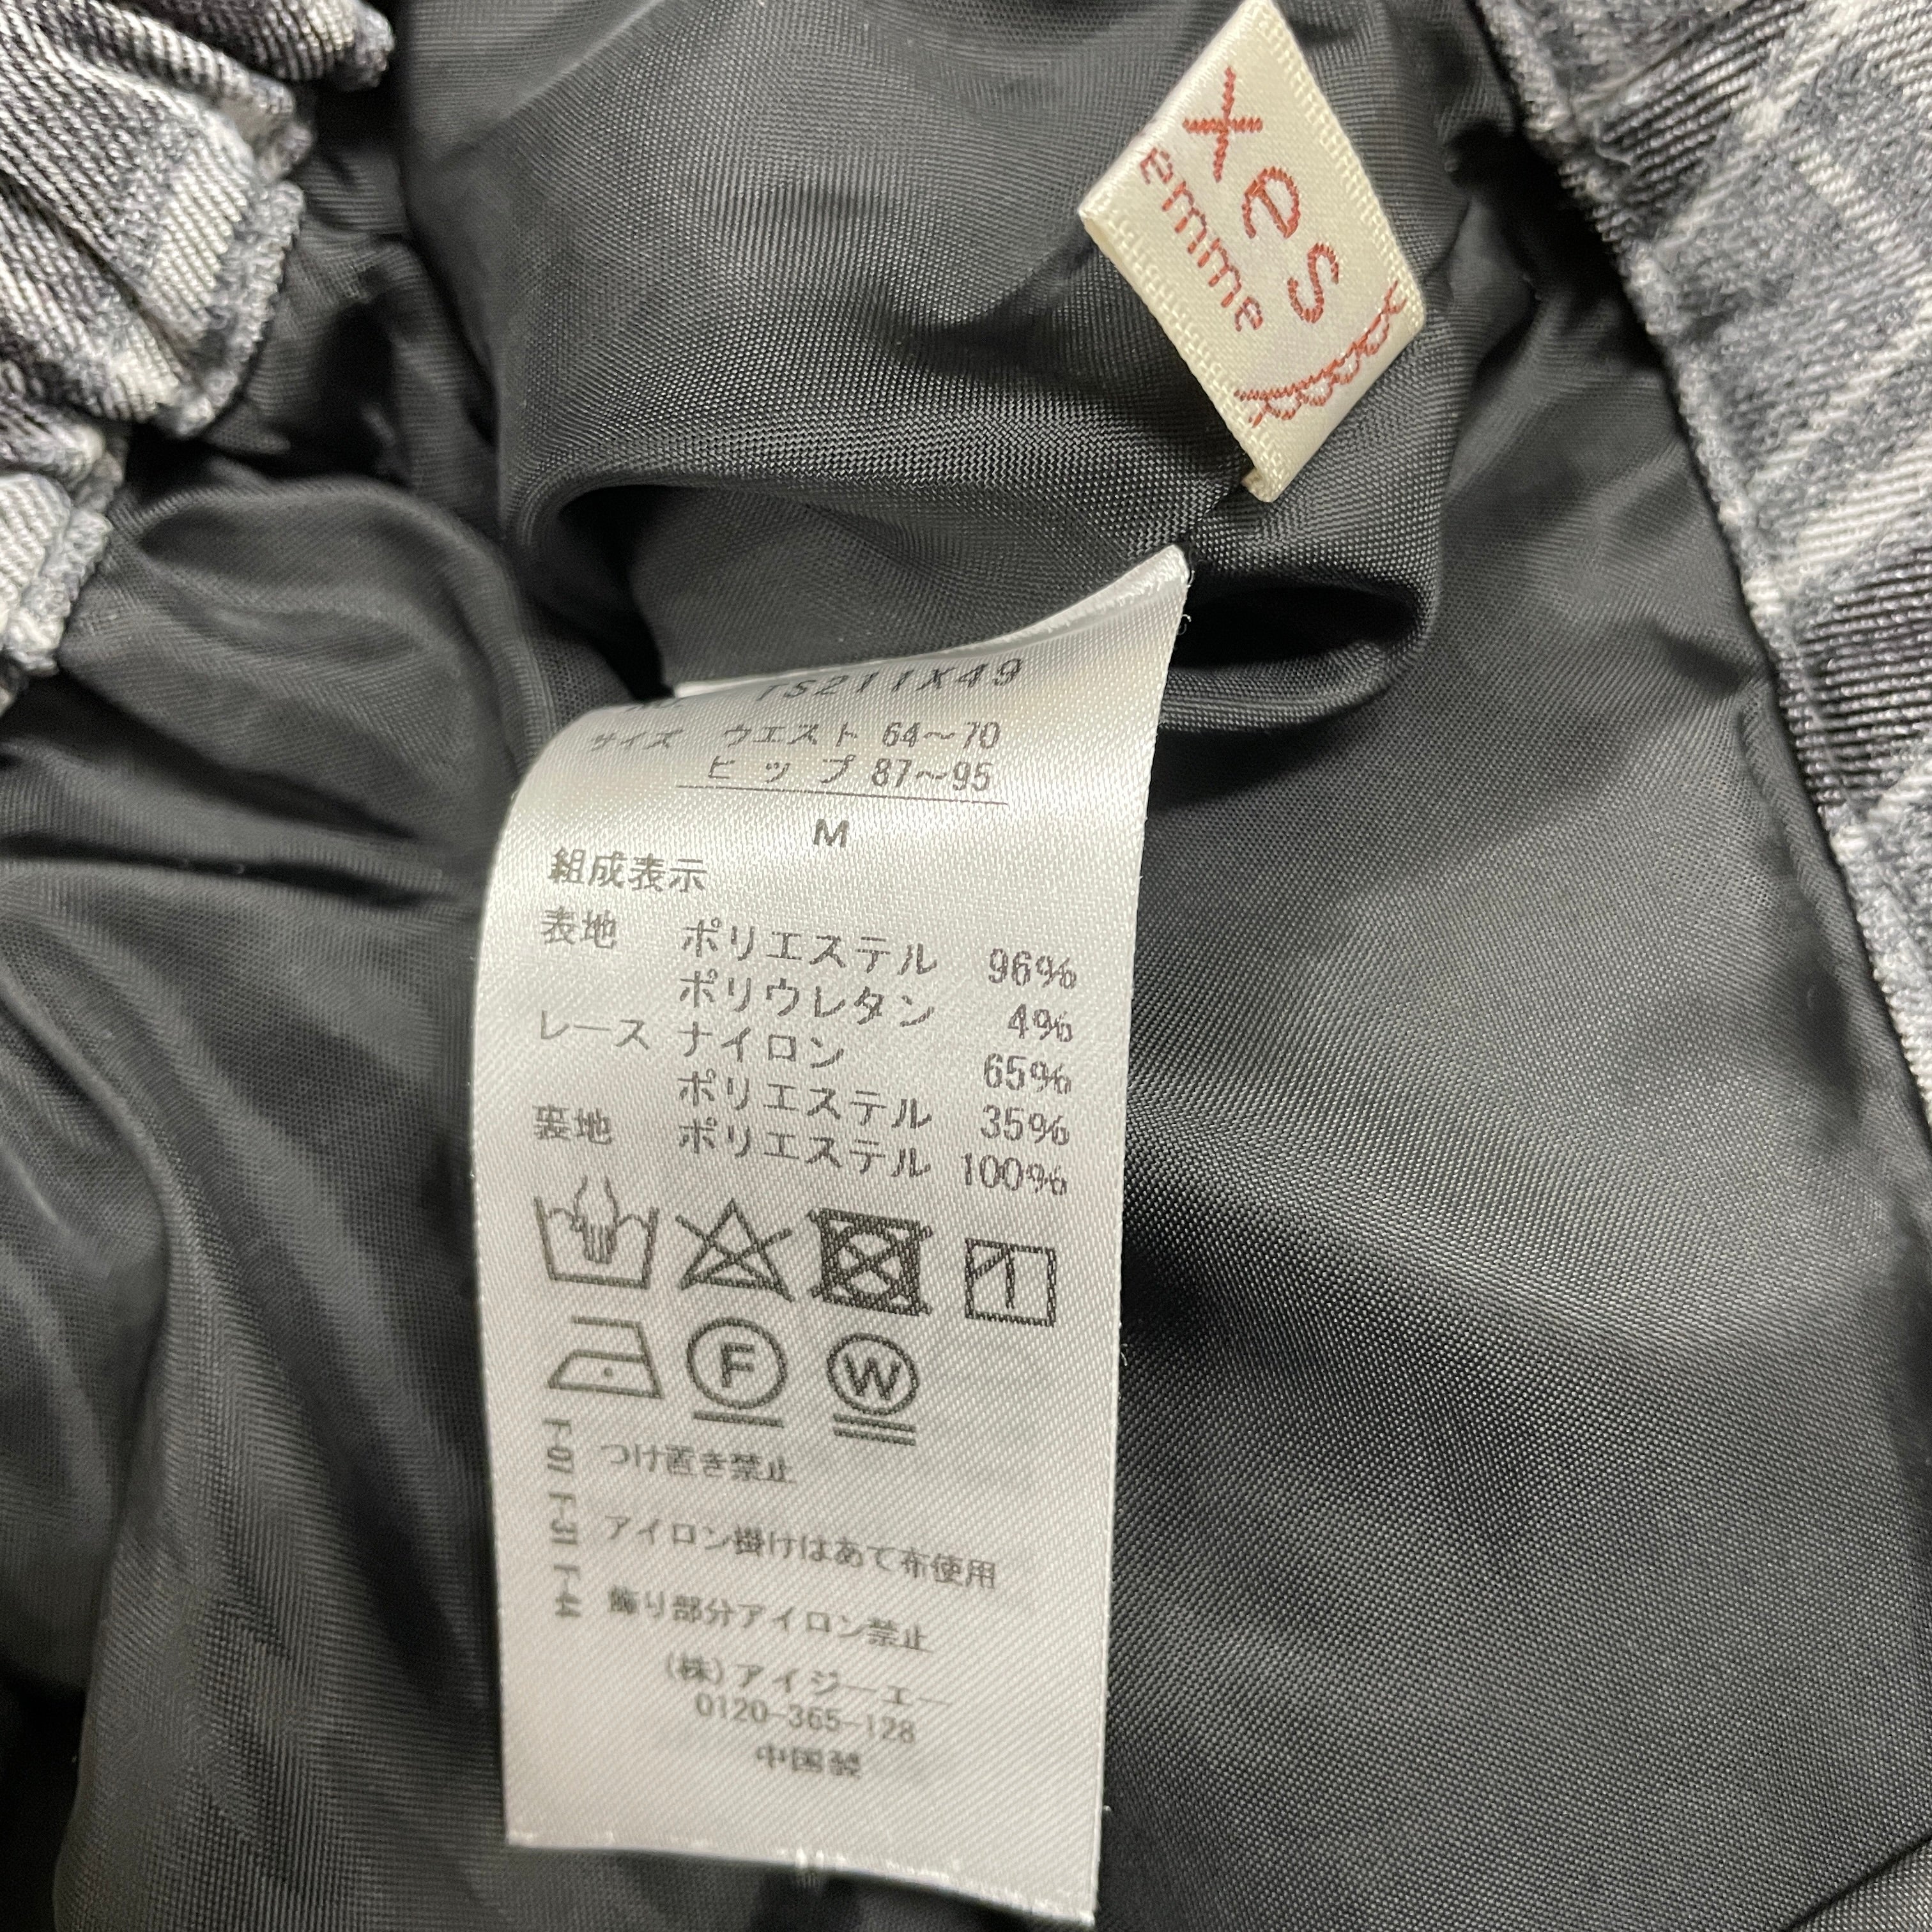 xes
emme
TS211X49
サイズ ウエスト 64～70
ヒップ 87～95
M
組成表示
表地 ポリエステル 96%
ポリウレタン 4%
レース ナイロン 65%
ポリエステル 35%
裏地 ポリエステル 100%
F W
T-07 つけ置き禁止
T-31 アイロン掛けはあて布使用
T-44 飾り部分アイロン禁止
(株)アイジーエー
0120-365-128
中国製